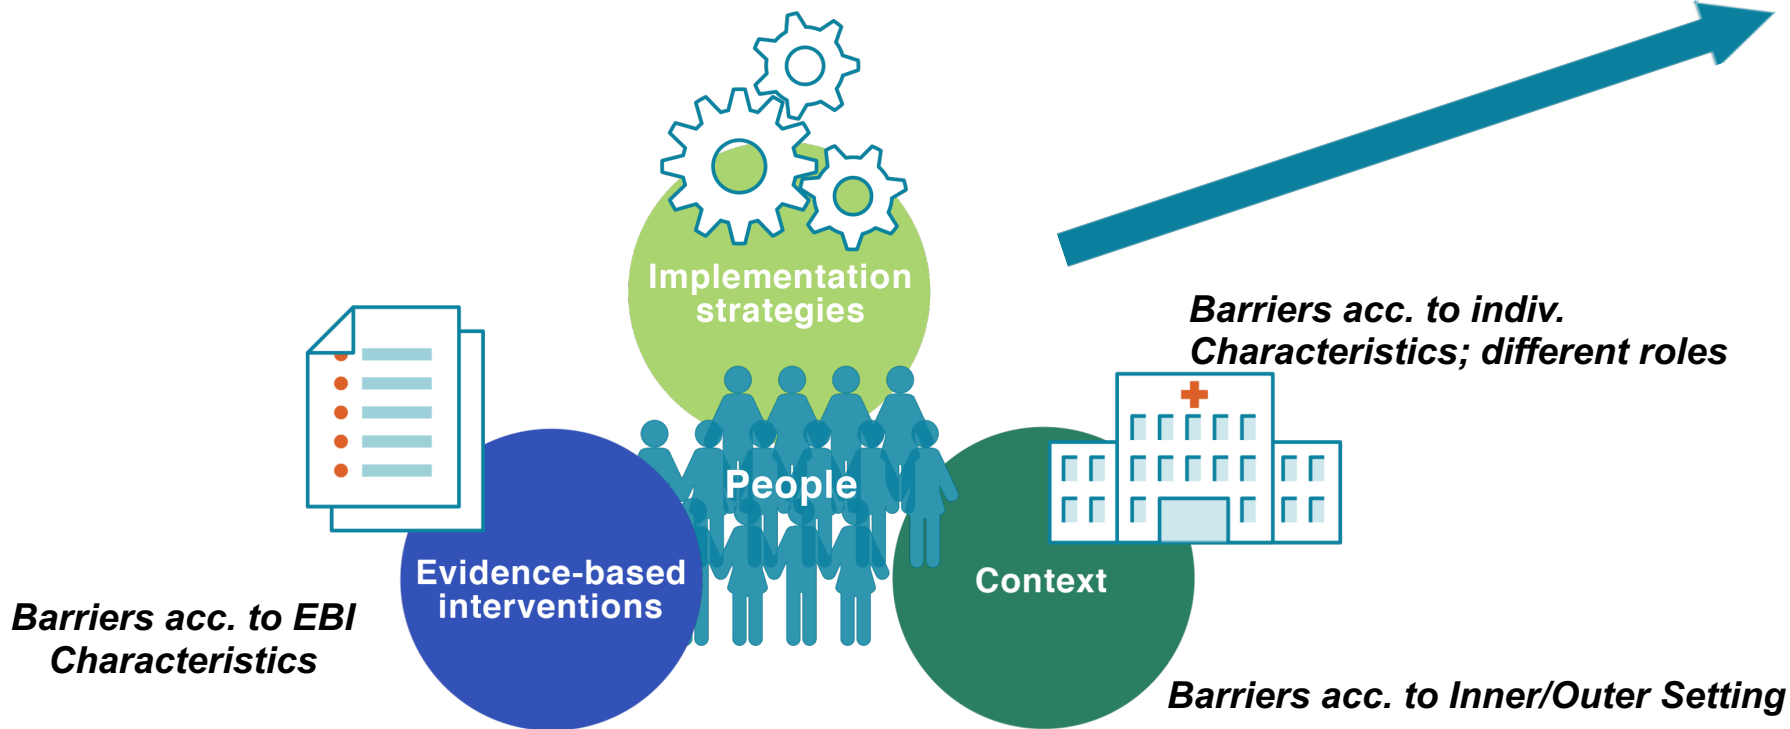 Implementation
strategies
Barriers acc. to indiv.
Characteristics; different roles
People
Evidence-based
interventions
Context
Barriers acc. to EBI
Characteristics
Barriers acc. to Inner/Outer Setting